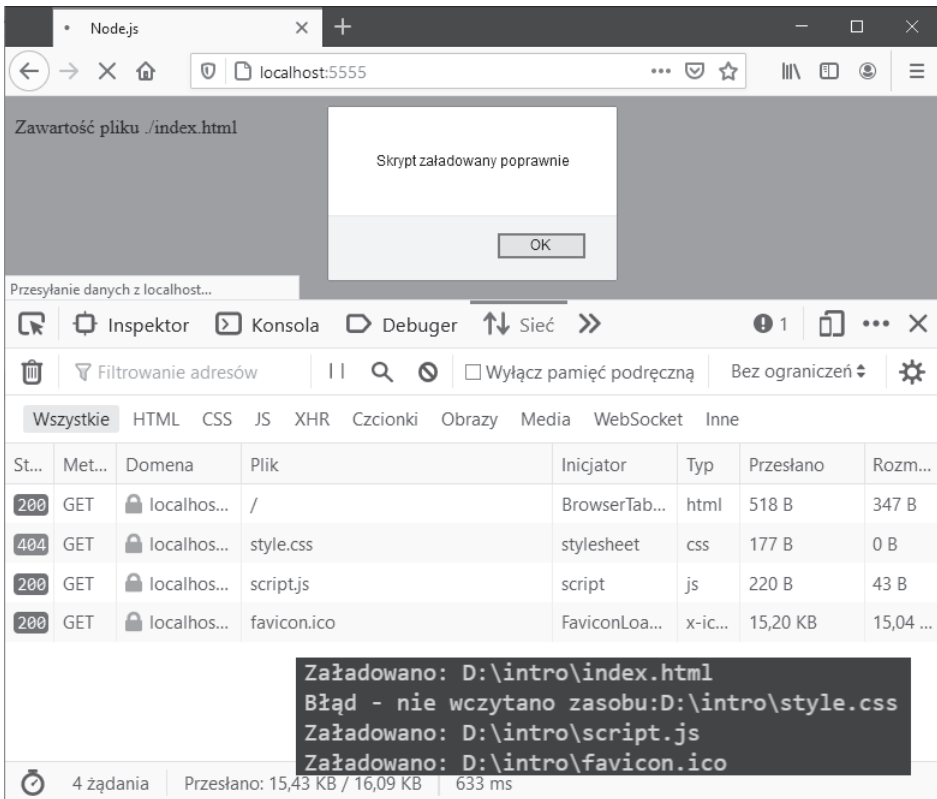 Node.js
localhost:5555
Zawartość pliku ./index.html
Skrypt załadowany poprawnie
OK
Przesyłanie danych z localhost...
Inspektor Konsola Debuger Sieć 1
Filtrowanie adresów Wyłącz pamięć podręczną Bez ograniczeń
Wszystkie HTML CSS JS XHR Czcionki Obrazy Media WebSocket Inne
St... Met... Domena Plik Inicjator Typ Przesłano Rozm...
200 GET localhos... / BrowserTab... html 518 B 347 B
404 GET localhos... style.css stylesheet css 177 B 0 B
200 GET localhos... script.js script js 220 B 43 B
200 GET localhos... favicon.ico FaviconLoa... x-ic... 15,20 KB 15,04 ...
Załadowano: D:\intro\index.html
Błąd - nie wczytano zasobu:D:\intro\style.css
Załadowano: D:\intro\script.js
Załadowano: D:\intro\favicon.ico
4 żądania Przesłano: 15,43 KB / 16,09 KB 633 ms